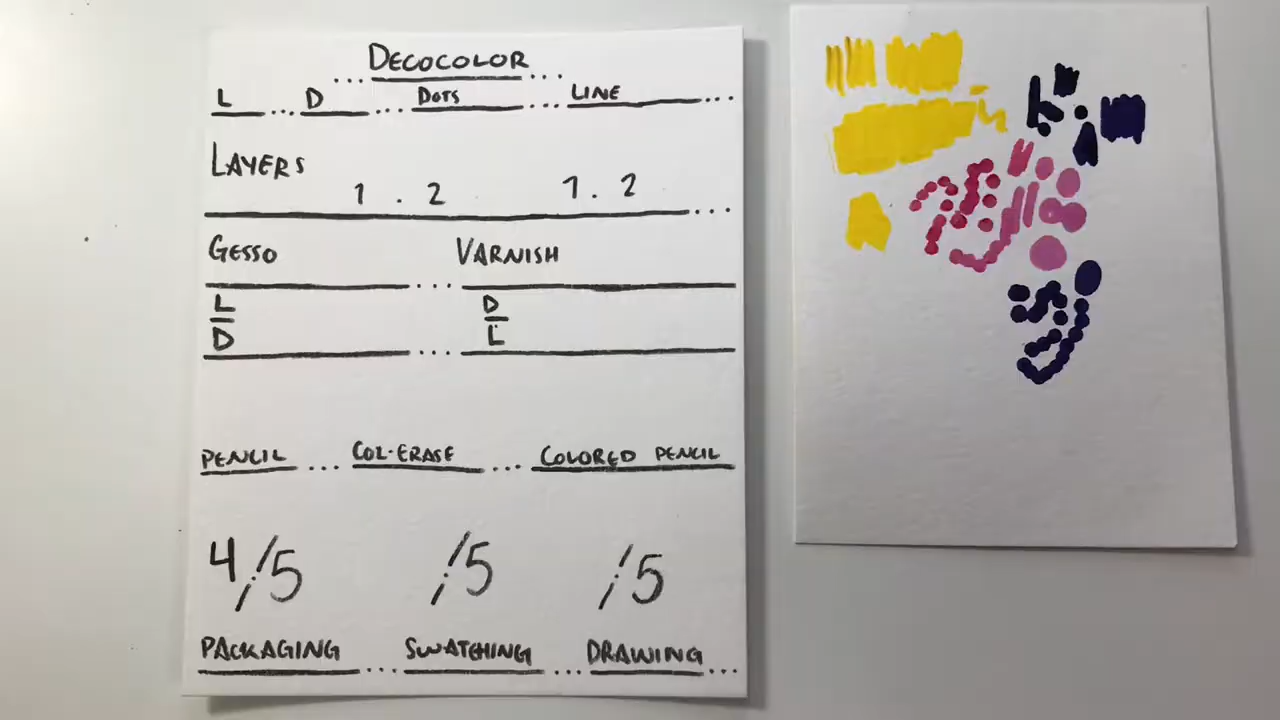 DECOCOLOR
L D DOTS LINE
LAYERS
1 . 2 1 . 2
GESSO VARNISH
L D
D L
PENCIL COL-ERASE COLORED PENCIL
4/5 /5 /5
PACKAGING SWATCHING DRAWING